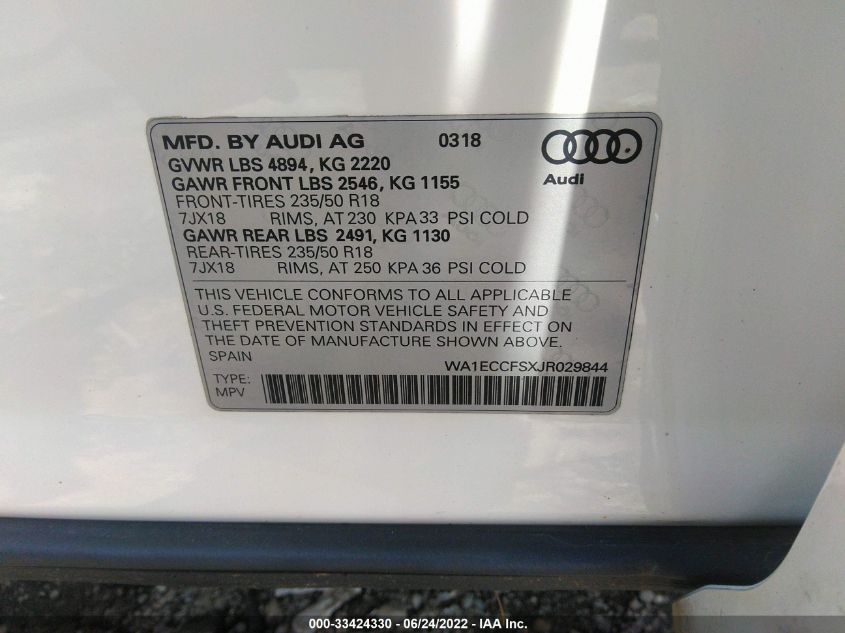 MFD. BY AUDI AG 0318
GVWR LBS 4894, KG 2220
GAWR FRONT LBS 2546, KG 1155
Audi
FRONT-TIRES 235/50 R18
7JX18 RIMS, AT 230 KPA 33 PSI COLD
GAWR REAR LBS 2491, KG 1130
REAR-TIRES 235/50 R18
7JX18 RIMS, AT 250 KPA 36 PSI COLD
THIS VEHICLE CONFORMS TO ALL APPLICABLE
U.S. FEDERAL MOTOR VEHICLE SAFETY AND
THEFT PREVENTION STANDARDS IN EFFECT ON
THE DATE OF MANUFACTURE SHOWN ABOVE.
SPAIN
WA1ECCFSXJR029844
TYPE:
MPV
000-33424330 - 06/24/2022 - IAAI.com